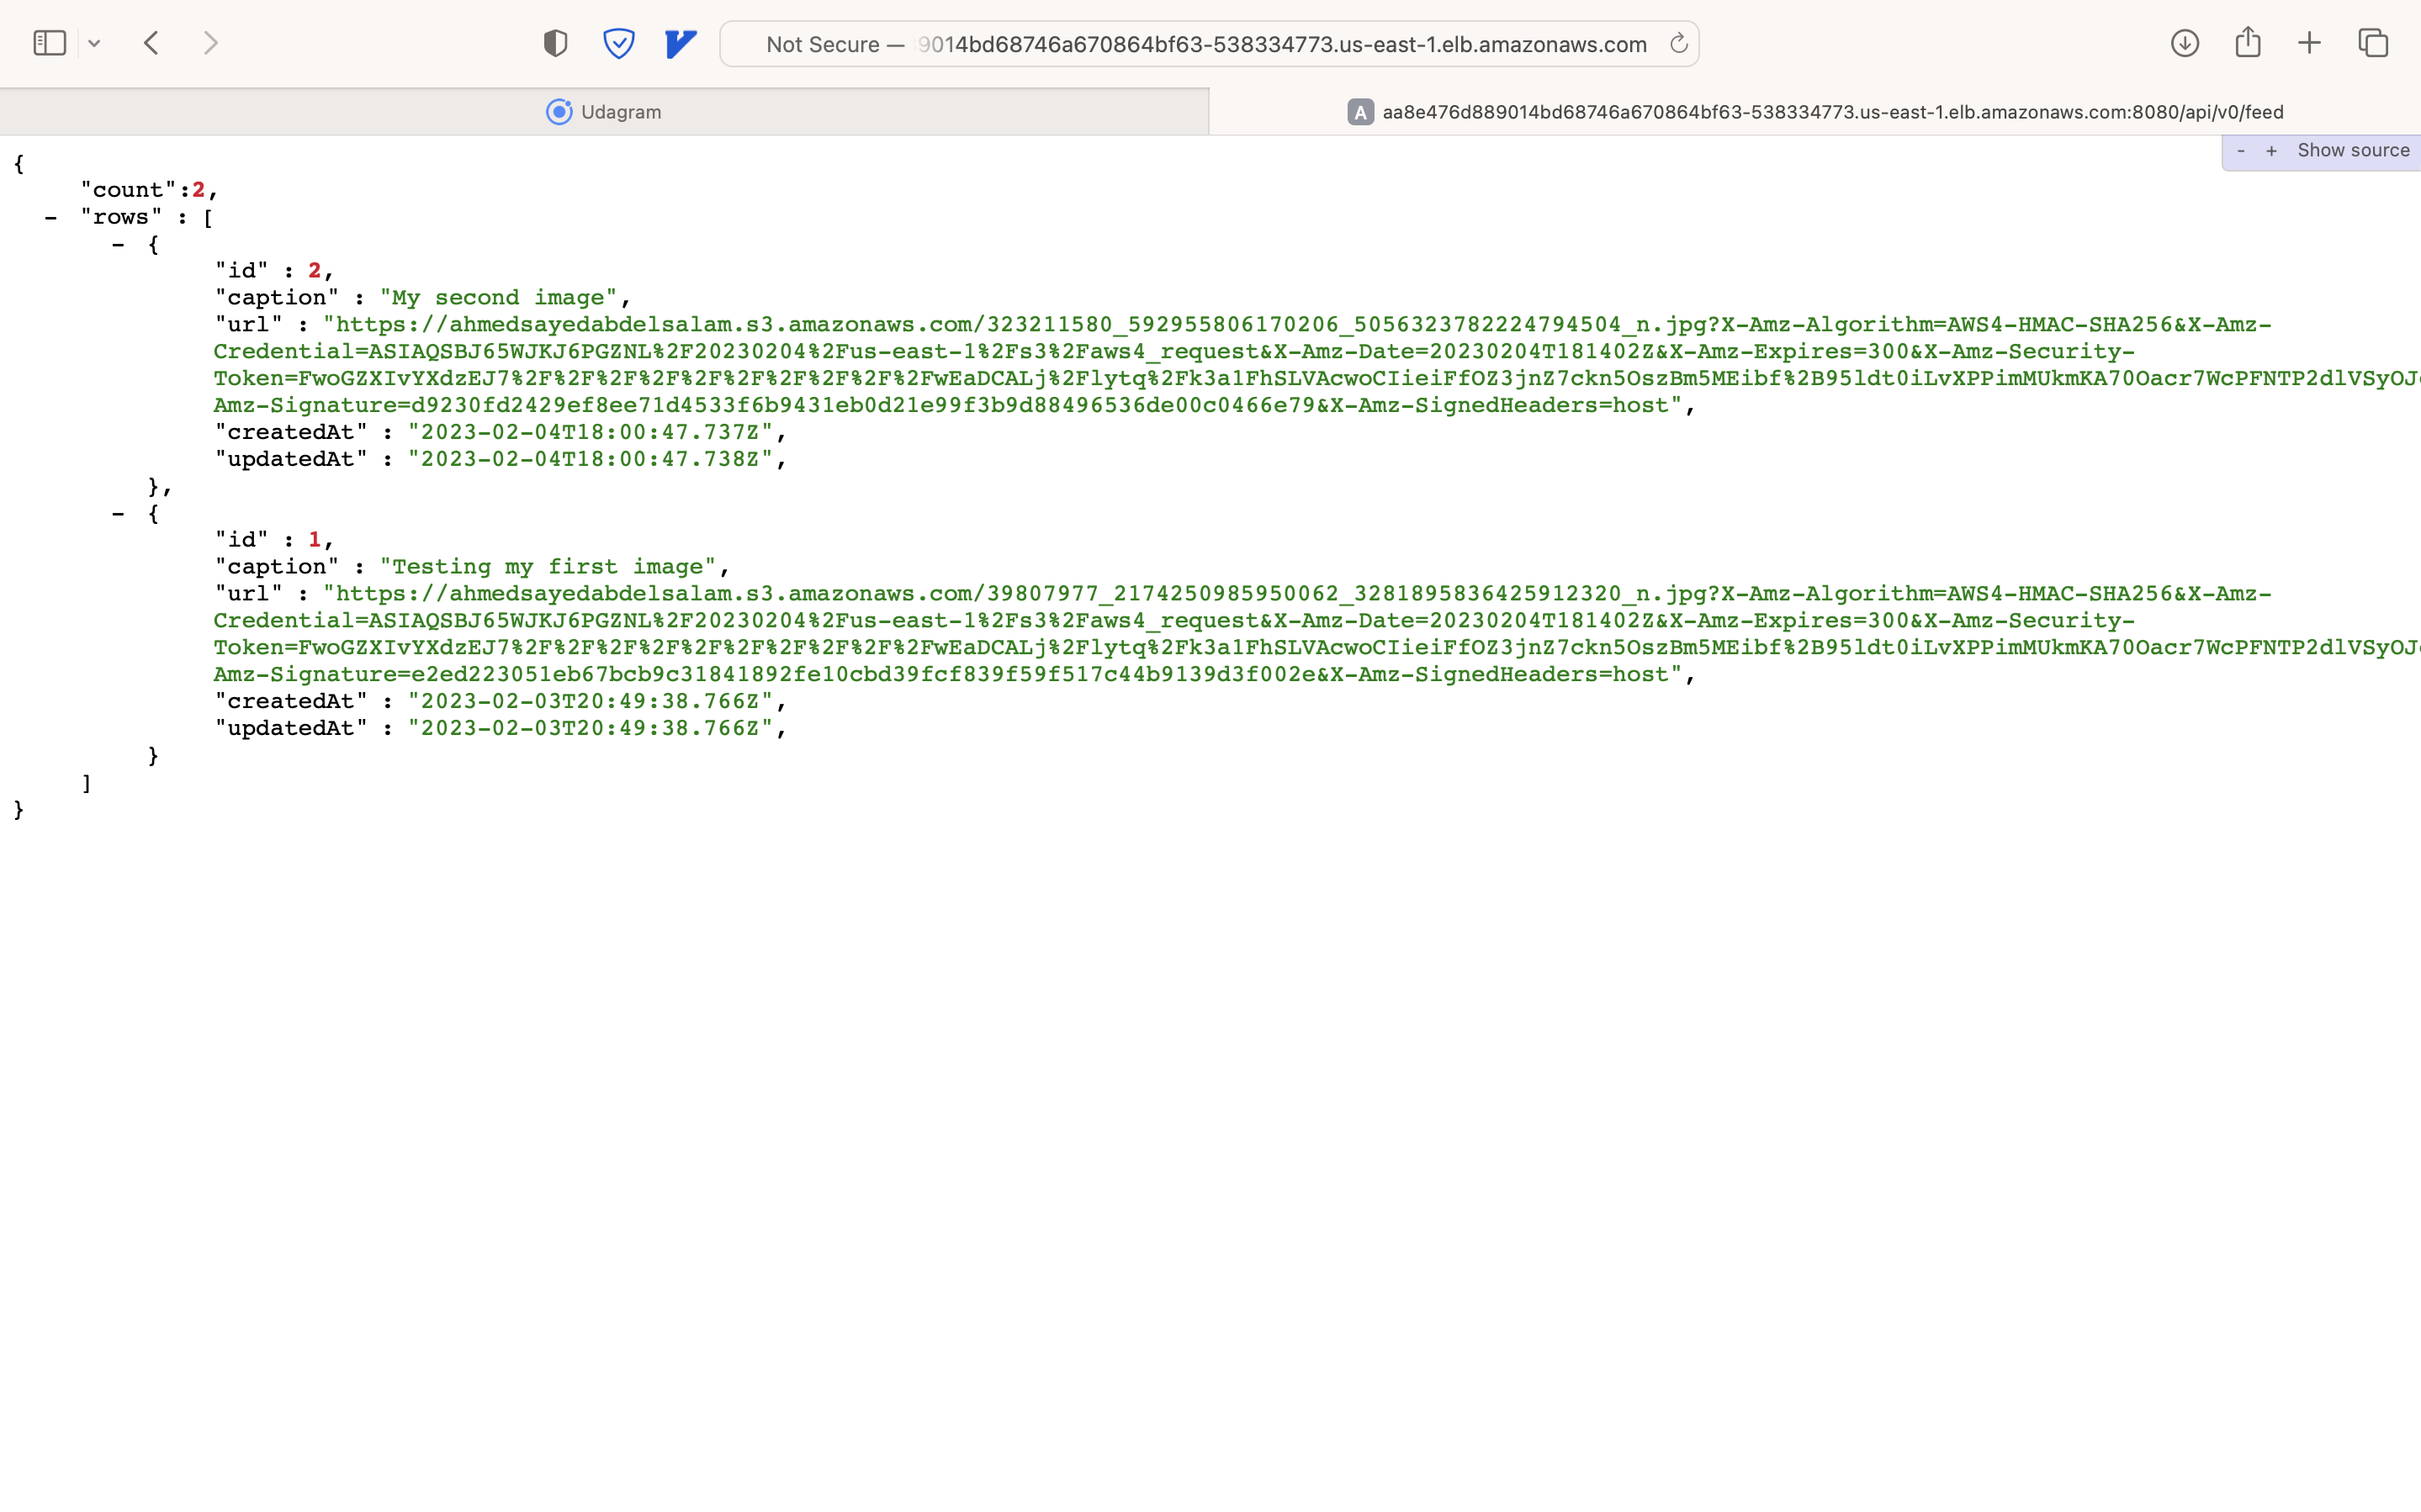 Not Secure — 9014bd68746a670864bf63-538334773.us-east-1.elb.amazonaws.com
Udagram
A aa8e476d889014bd68746a670864bf63-538334773.us-east-1.elb.amazonaws.com:8080/api/v0/feed
- + Show source
{
"count":2,
- "rows" : [
- {
"id" : 2,
"caption" : "My second image",
"url" : "https://ahmedsayedabdelsalam.s3.amazonaws.com/323211580_592955806170206_5056323782224794504_n.jpg?X-Amz-Algorithm=AWS4-HMAC-SHA256&X-Amz-
Credential=ASIAQSBJ65WJKJ6PGZNL%2F20230204%2Fus-east-1%2Fs3%2Faws4_request&X-Amz-Date=20230204T181402Z&X-Amz-Expires=300&X-Amz-Security-
Token=FwoGZXIvYXdzEJ7%2F%2F%2F%2F%2F%2F%2F%2F%2F%2FwEaDCALj%2Flytq%2Fk3a1FhSLVAcwoCIieiFfOZ3jnZ7ckn5OszBm5MEibf%2B95ldt0iLvXPPimMUkmKA70Oacr7WcPFNTP2dlVSyOJ
Amz-Signature=d9230fd2429ef8ee71d4533f6b9431eb0d21e99f3b9d88496536de00c0466e79&X-Amz-SignedHeaders=host",
"createdAt" : "2023-02-04T18:00:47.737Z",
"updatedAt" : "2023-02-04T18:00:47.738Z",
},
- {
"id" : 1,
"caption" : "Testing my first image",
"url" : "https://ahmedsayedabdelsalam.s3.amazonaws.com/39807977_2174250985950062_3281895836425912320_n.jpg?X-Amz-Algorithm=AWS4-HMAC-SHA256&X-Amz-
Credential=ASIAQSBJ65WJKJ6PGZNL%2F20230204%2Fus-east-1%2Fs3%2Faws4_request&X-Amz-Date=20230204T181402Z&X-Amz-Expires=300&X-Amz-Security-
Token=FwoGZXIvYXdzEJ7%2F%2F%2F%2F%2F%2F%2F%2F%2F%2FwEaDCALj%2Flytq%2Fk3a1FhSLVAcwoCIieiFfOZ3jnZ7ckn5OszBm5MEibf%2B95ldt0iLvXPPimMUkmKA70Oacr7WcPFNTP2dlVSyOJ
Amz-Signature=e2ed223051eb67bcb9c31841892fe10cbd39fcf839f59f517c44b9139d3f002e&X-Amz-SignedHeaders=host",
"createdAt" : "2023-02-03T20:49:38.766Z",
"updatedAt" : "2023-02-03T20:49:38.766Z",
}
]
}